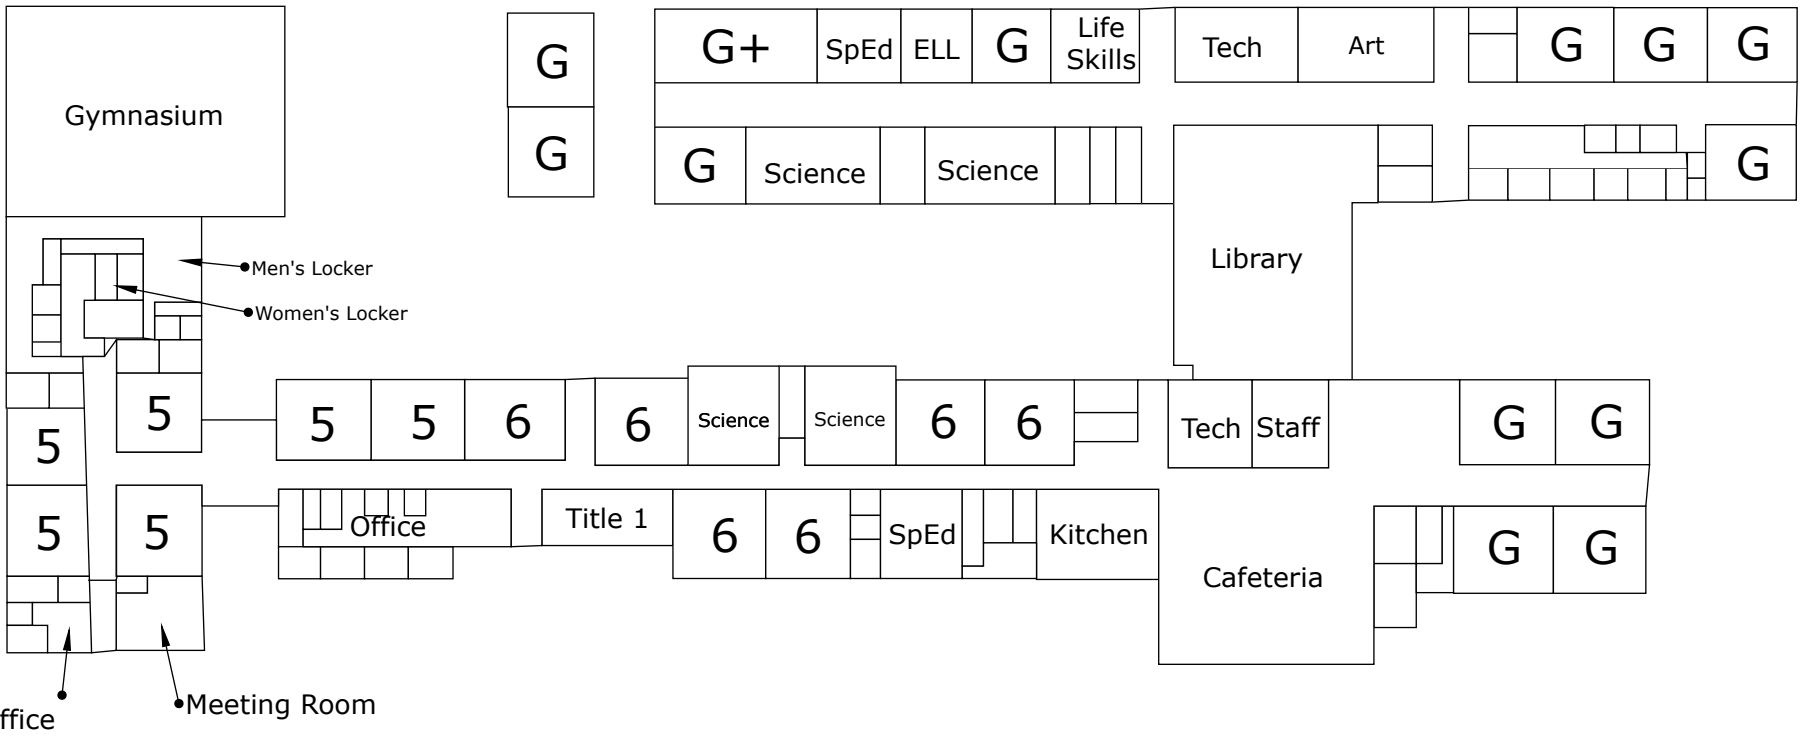 G
G+
SpEd
ELL
G
Life
Skills
Tech
Art
G
G
G
Gymnasium
G
G
Science
Science
G
Library
Men's Locker
Women's Locker
5
5
5
6
6
Science
Science
6
6
Tech
Staff
G
G
5
5
5
Office
Title 1
6
6
SpEd
Kitchen
Cafeteria
G
G
Meeting Room
ffice